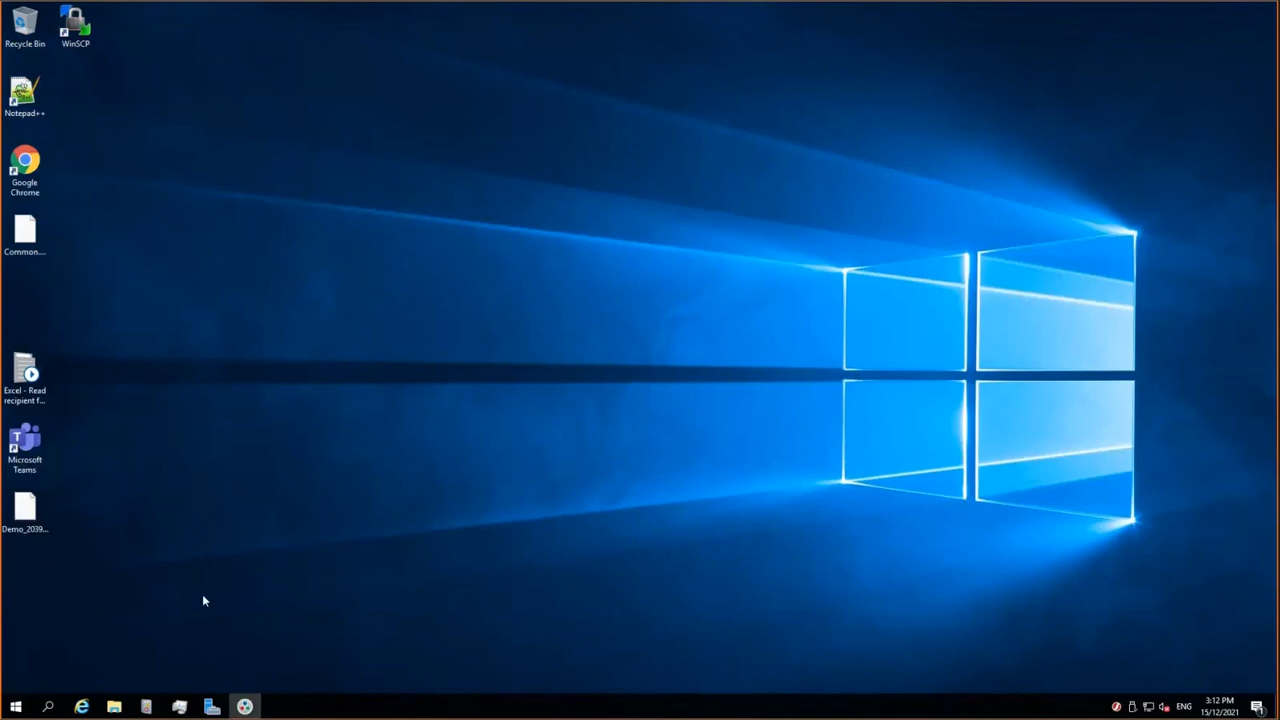 Recycle Bin
WinSCP
Notepad++
Google
Chrome
Common....
Excel - Read
recipient f...
Microsoft
Teams
Demo_2039...
ENG
3:12 PM
15/12/2021
1